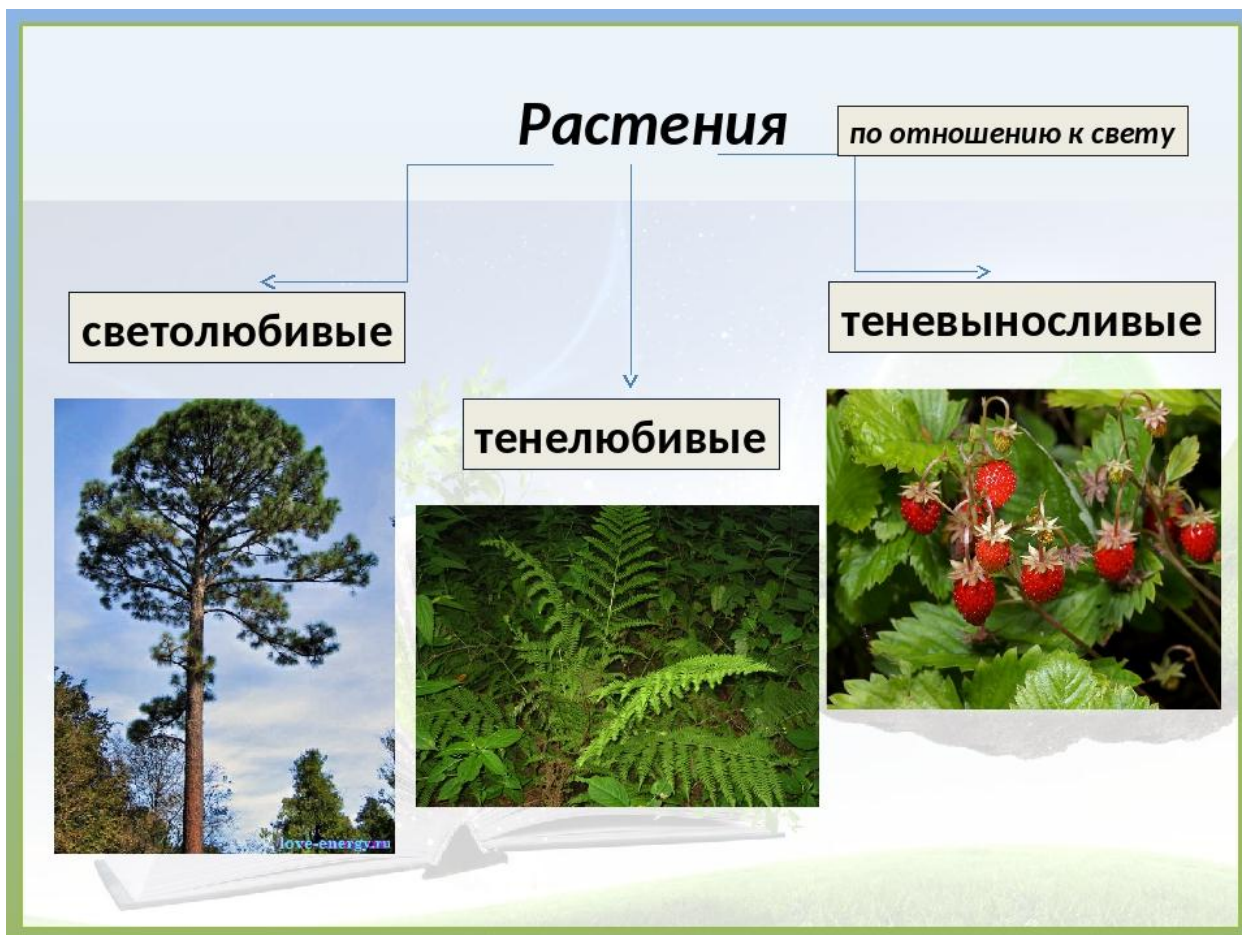 Растения
по отношению к свету
светолюбивые
тенелюбивые
теневыносливые
love-energy.ru